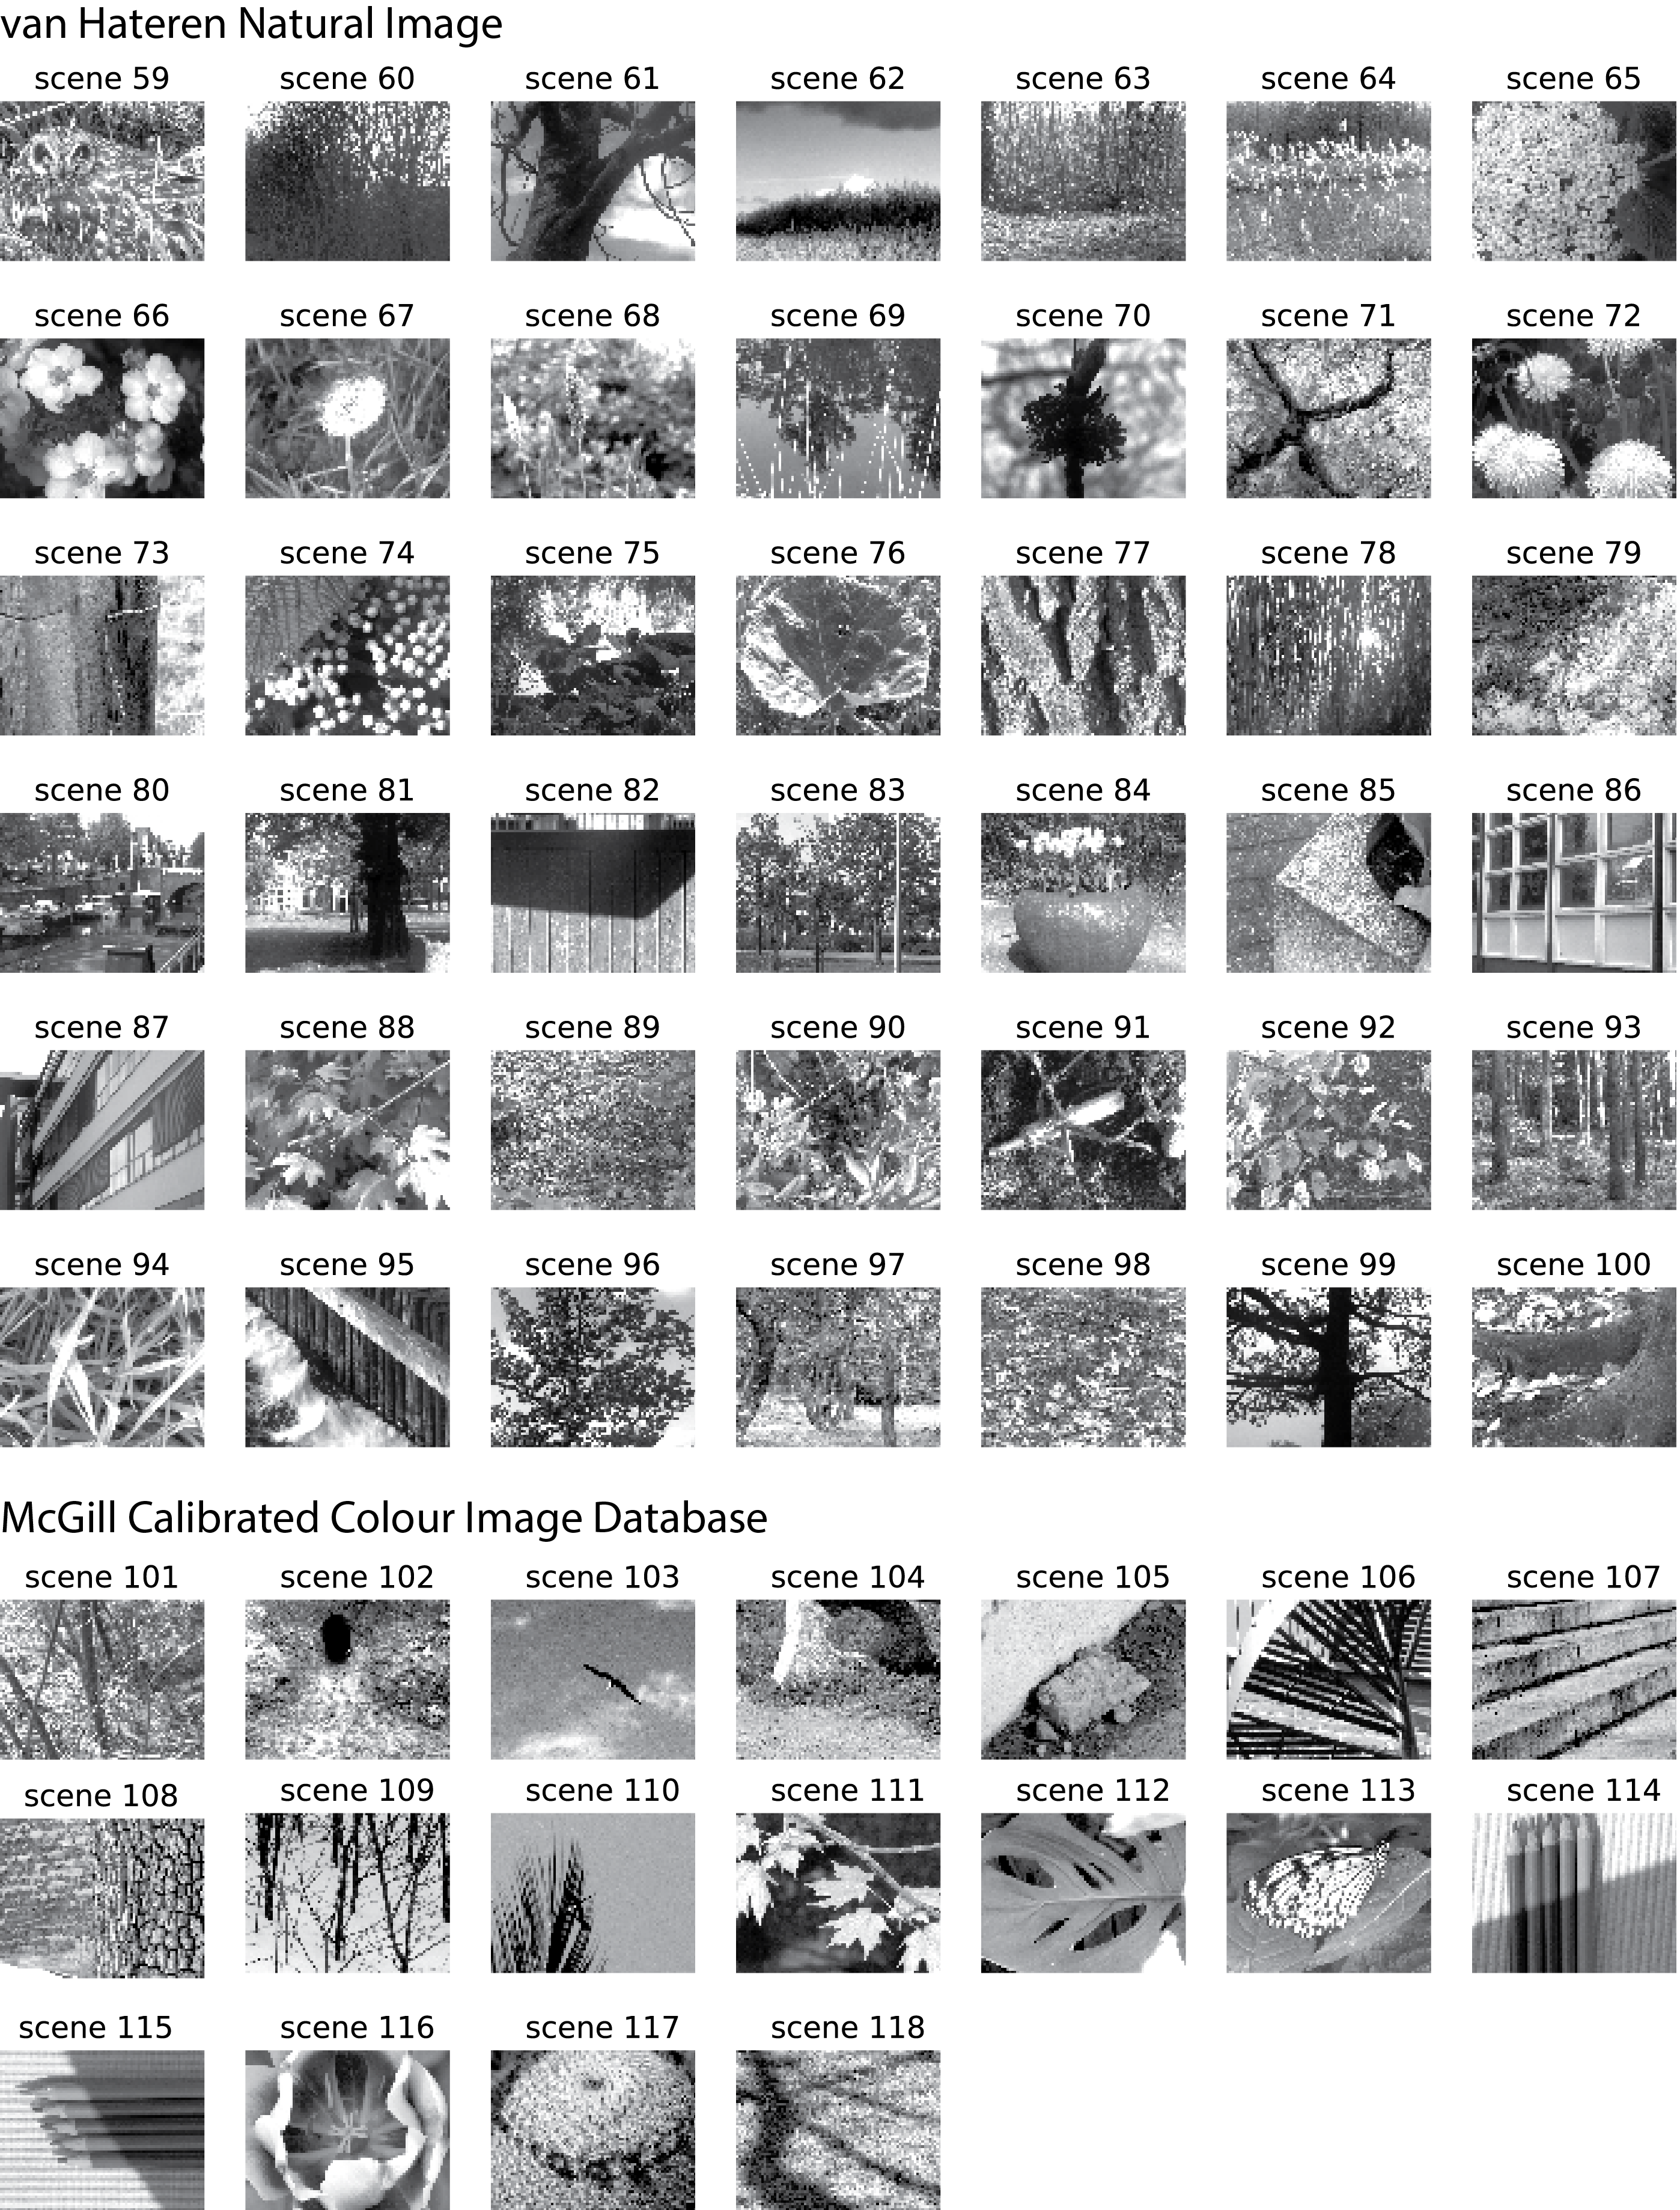 van Hateren Natural Image
scene 59 scene 60 scene 61 scene 62 scene 63 scene 64 scene 65
scene 66 scene 67 scene 68 scene 69 scene 70 scene 71 scene 72
scene 73 scene 74 scene 75 scene 76 scene 77 scene 78 scene 79
scene 80 scene 81 scene 82 scene 83 scene 84 scene 85 scene 86
scene 87 scene 88 scene 89 scene 90 scene 91 scene 92 scene 93
scene 94 scene 95 scene 96 scene 97 scene 98 scene 99 scene 100
McGill Calibrated Colour Image Database
scene 101 scene 102 scene 103 scene 104 scene 105 scene 106 scene 107
scene 108 scene 109 scene 110 scene 111 scene 112 scene 113 scene 114
scene 115 scene 116 scene 117 scene 118